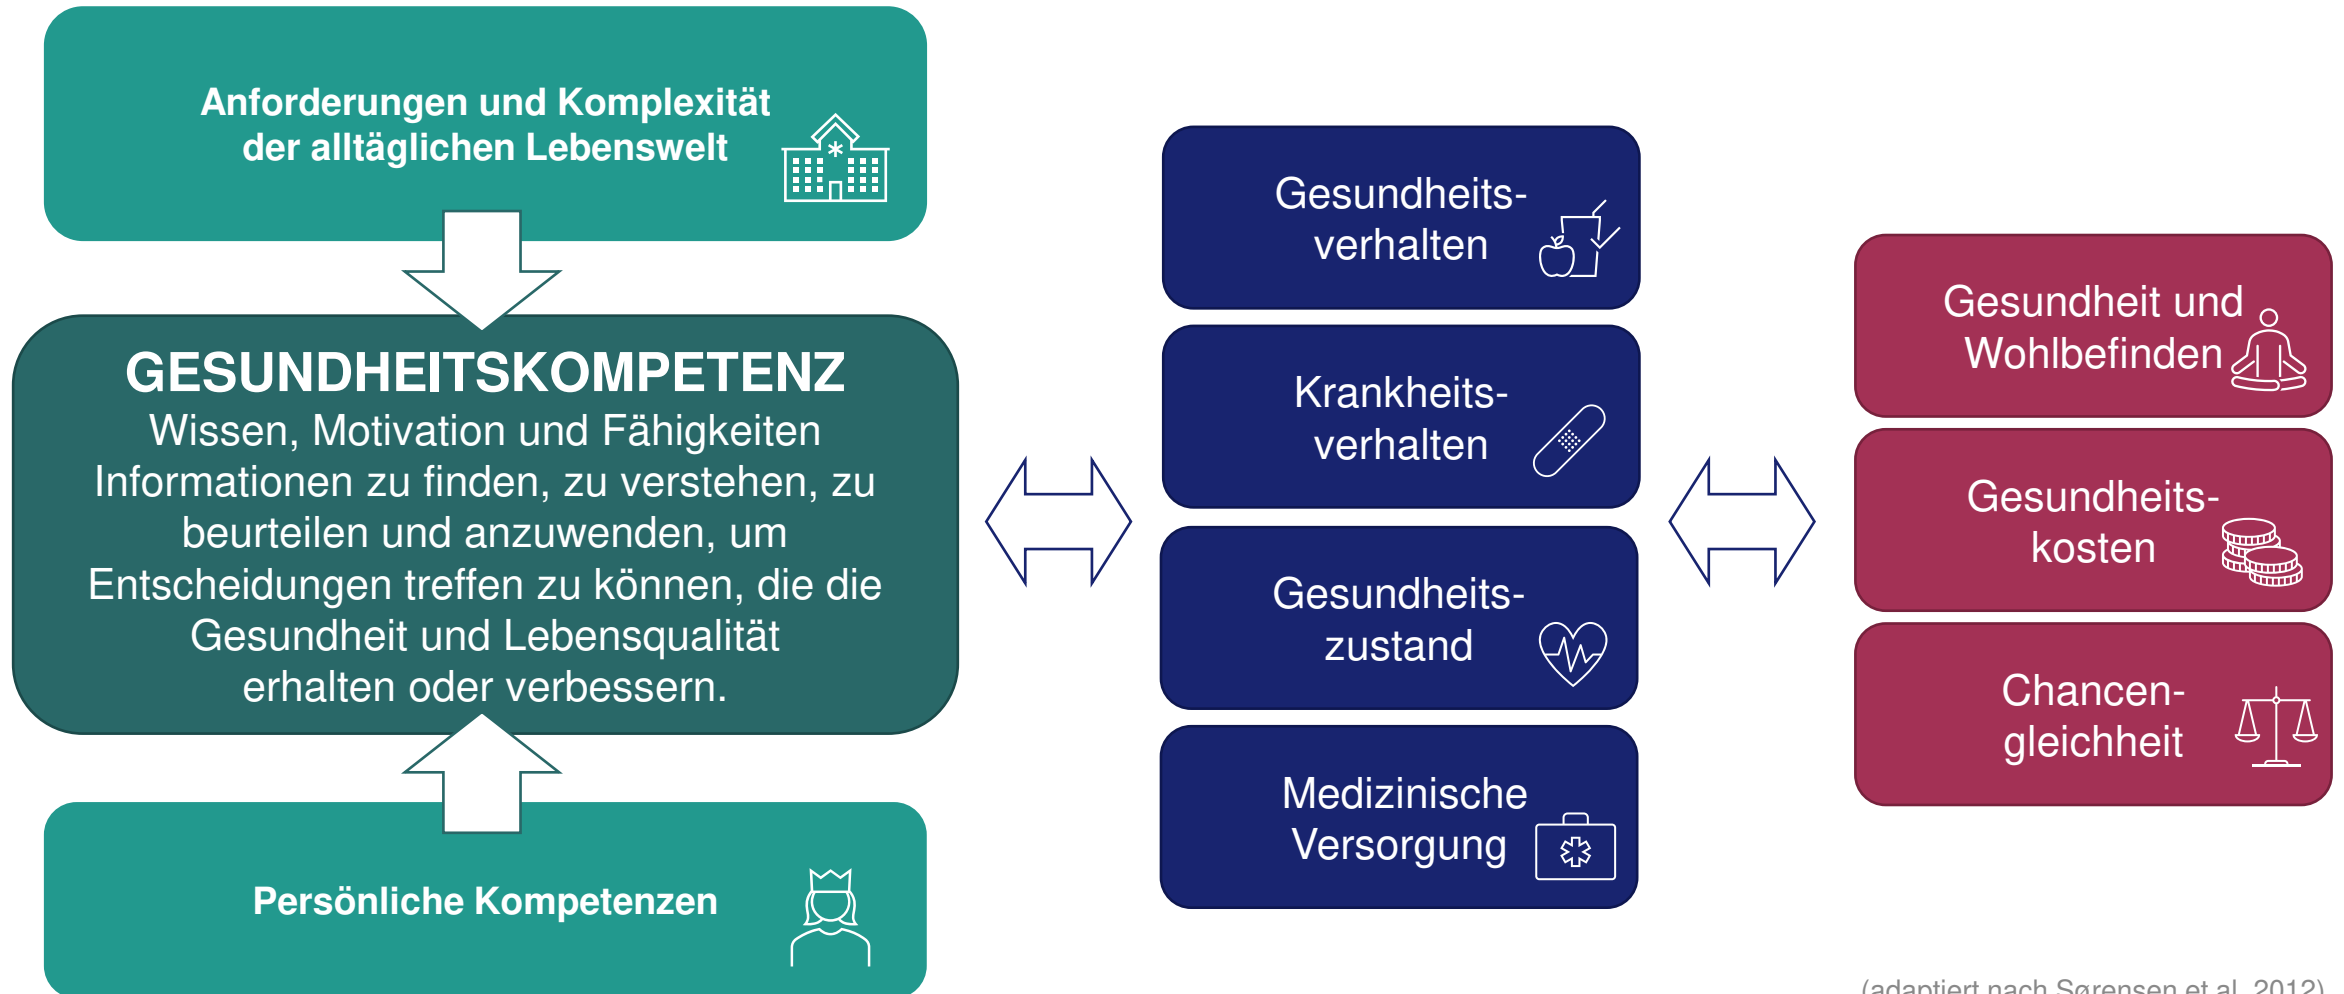 Anforderungen und Komplexität
der alltäglichen Lebenswelt
GESUNDHEITSKOMPETENZ
Wissen, Motivation und Fähigkeiten
Informationen zu finden, zu verstehen, zu
beurteilen und anzuwenden, um
Entscheidungen treffen zu können, die die
Gesundheit und Lebensqualität
erhalten oder verbessern.
Persönliche Kompetenzen
Gesundheits-
verhalten
Krankheits-
verhalten
Gesundheits-
zustand
Medizinische
Versorgung
Gesundheit und
Wohlbefinden
Gesundheits-
kosten
Chancen-
gleichheit
(adaptiert nach Sørensen et al. 2012)